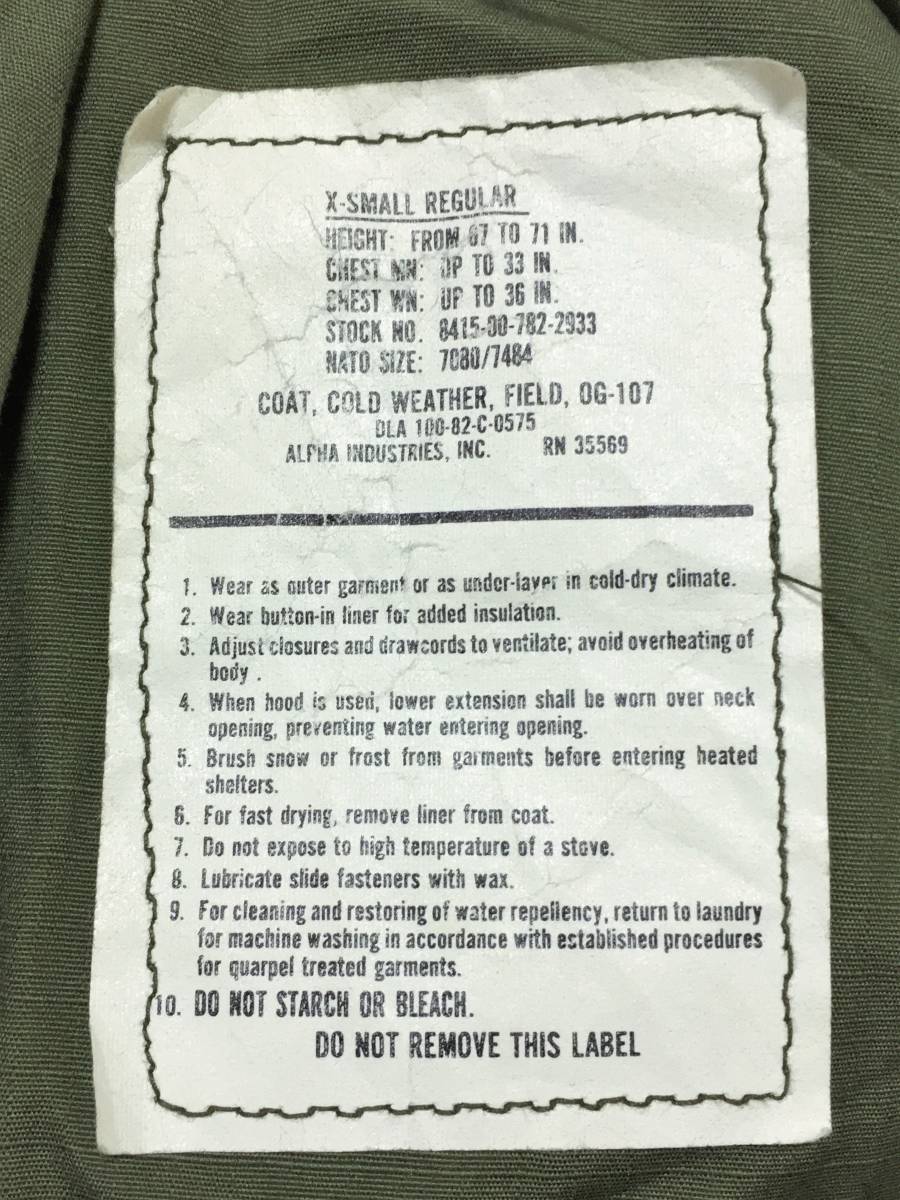 X-SMALL REGULAR
HEIGHT: FROM 67 TO 71 IN.
CHEST NN: UP TO 33 IN.
CHEST WN: UP TO 36 IN.
STOCK NO. 8415-00-782-2933
NATO SIZE: 7080/7484
COAT, COLD WEATHER, FIELD, OG-107
DLA 100-82-C-0575
ALPHA INDUSTRIES, INC. RN 35569
1. Wear as outer garment or as under-layer in cold-dry climate.
2. Wear button-in liner for added insulation.
3. Adjust closures and drawcords to ventilate; avoid overheating of
body .
4. When hood is used, lower extension shall be worn over neck
opening, preventing water entering opening.
5. Brush snow or frost from garments before entering heated
shelters.
6. For fast drying, remove liner from coat.
7. Do not expose to high temperature of a stove.
8. Lubricate slide fasteners with wax.
9. For cleaning and restoring of water repellency, return to laundry
for machine washing in accordance with established procedures
for quarpel treated garments.
10. DO NOT STARCH OR BLEACH.
DO NOT REMOVE THIS LABEL